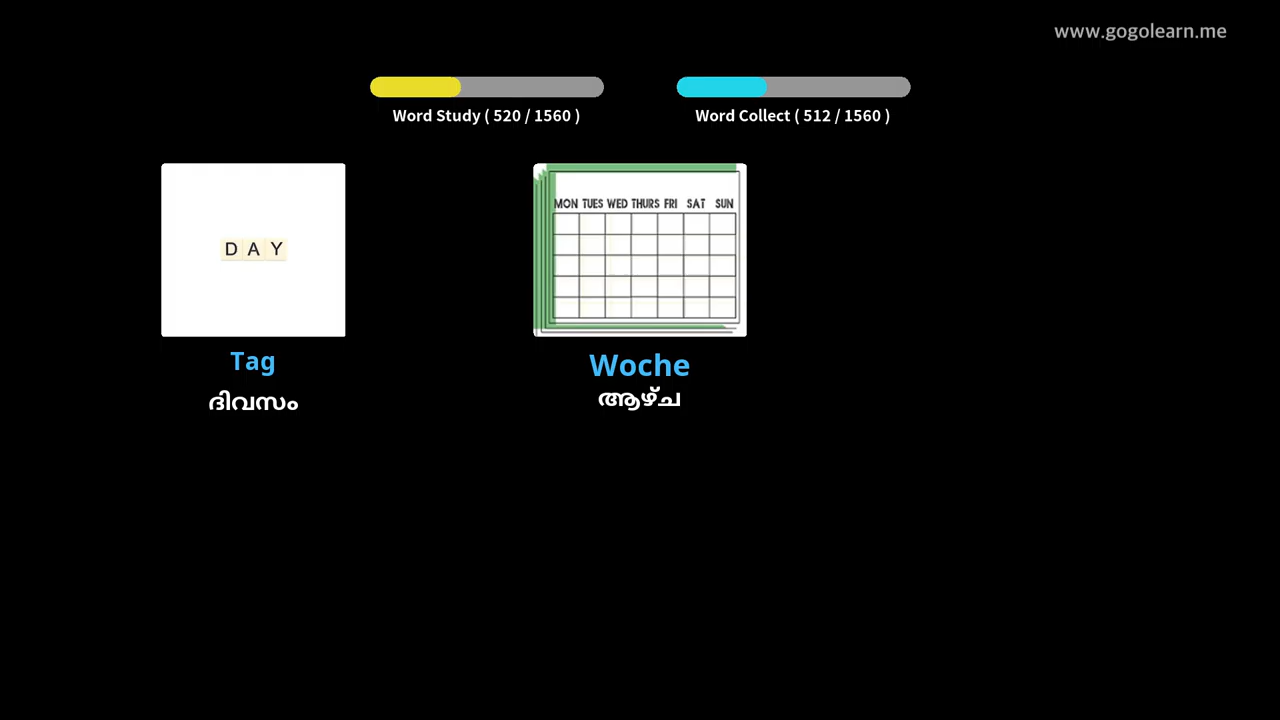 www.gogolearn.me
Word Study ( 520 / 1560 )
Word Collect ( 512 / 1560 )
DAY
MON TUES WED THURS FRI SAT SUN
Tag
Woche
ദിവസം
ആഴ്ച